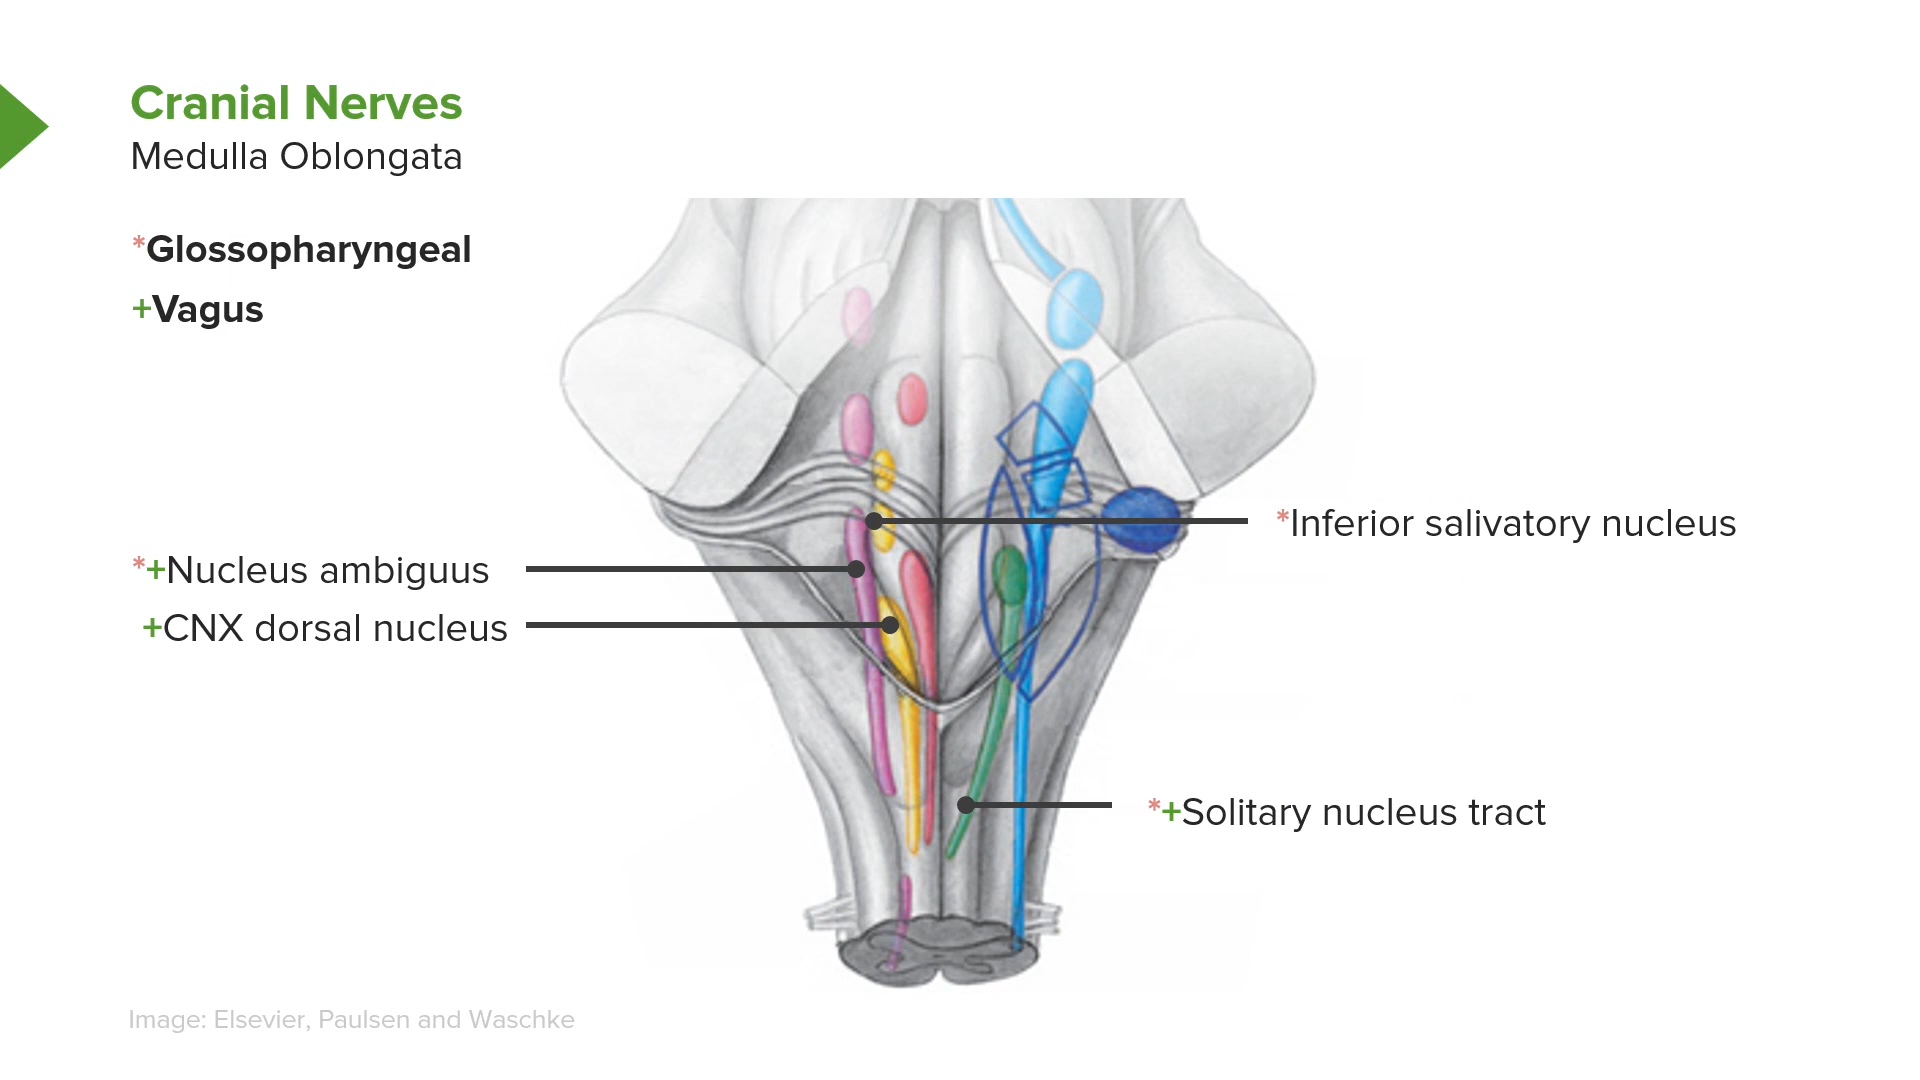 Cranial Nerves
Medulla Oblongata
*Glossopharyngeal
+Vagus
*Inferior salivatory nucleus
*+Nucleus ambiguus
+CNX dorsal nucleus
*+Solitary nucleus tract
Image: Elsevier, Paulsen and Waschke